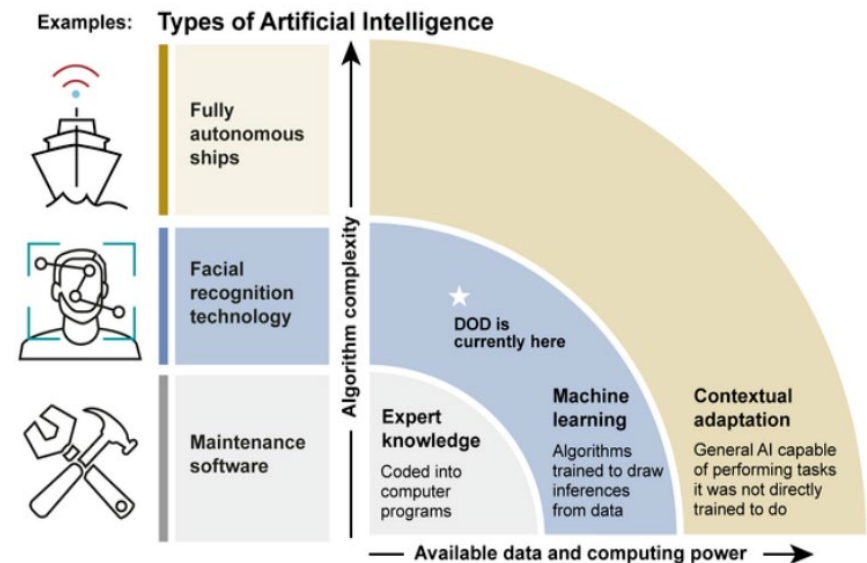 Examples:
Types of Artificial Intelligence
Fully
autonomous
ships
Facial
recognition
technology
Maintenance
software
Algorithm complexity
DOD is
currently here
Expert
knowledge
Coded into
computer
programs
Machine
learning
Algorithms
trained to draw
inferences
from data
Contextual
adaptation
General AI capable
of performing tasks
it was not directly
trained to do
Available data and computing power